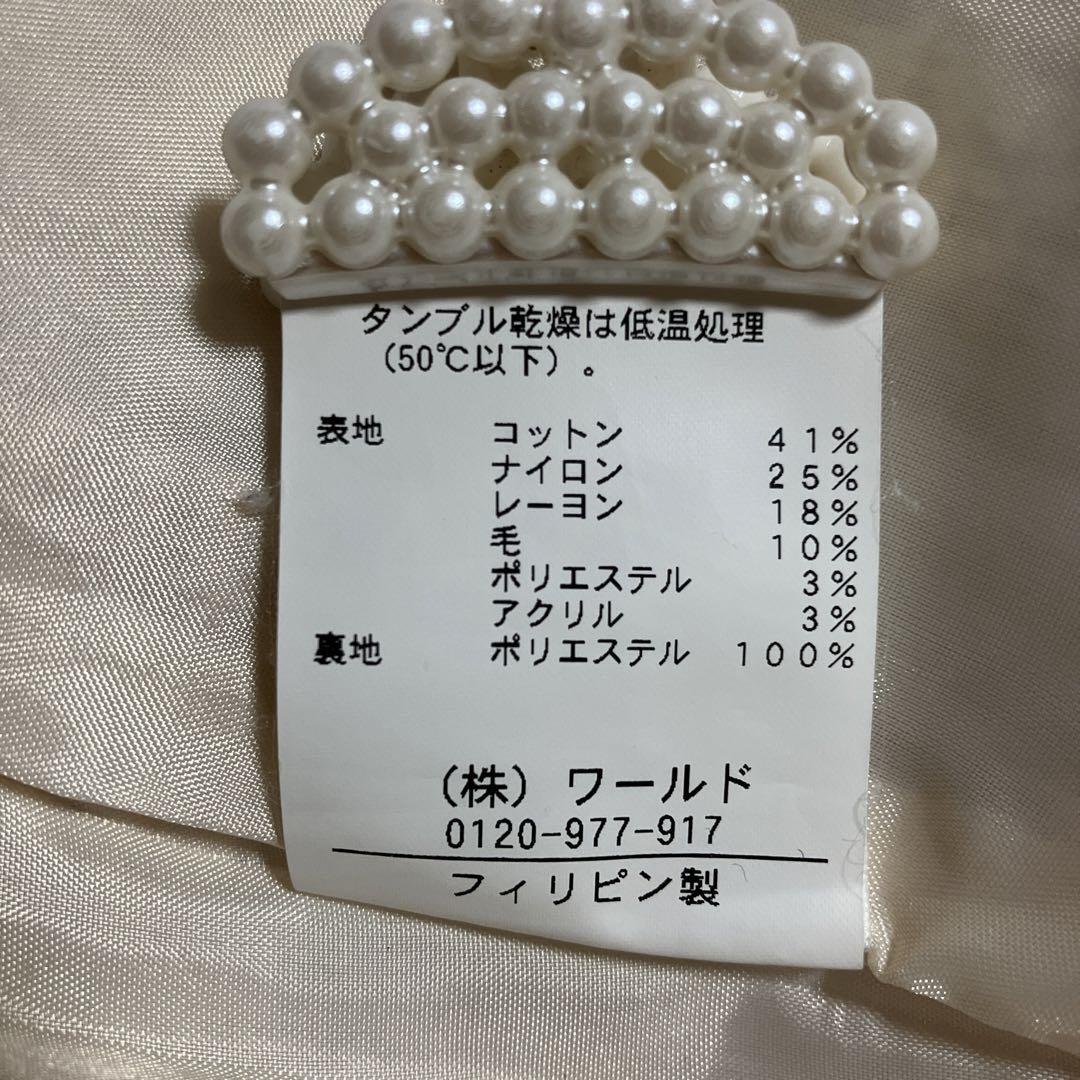 タンブル乾燥は低温処理
（50℃以下）。
表地 コットン 41%
ナイロン 25%
レーヨン 18%
毛 10%
ポリエステル 3%
アクリル 3%
裏地 ポリエステル 100%
（株）ワールド
0120-977-917
フィリピン製